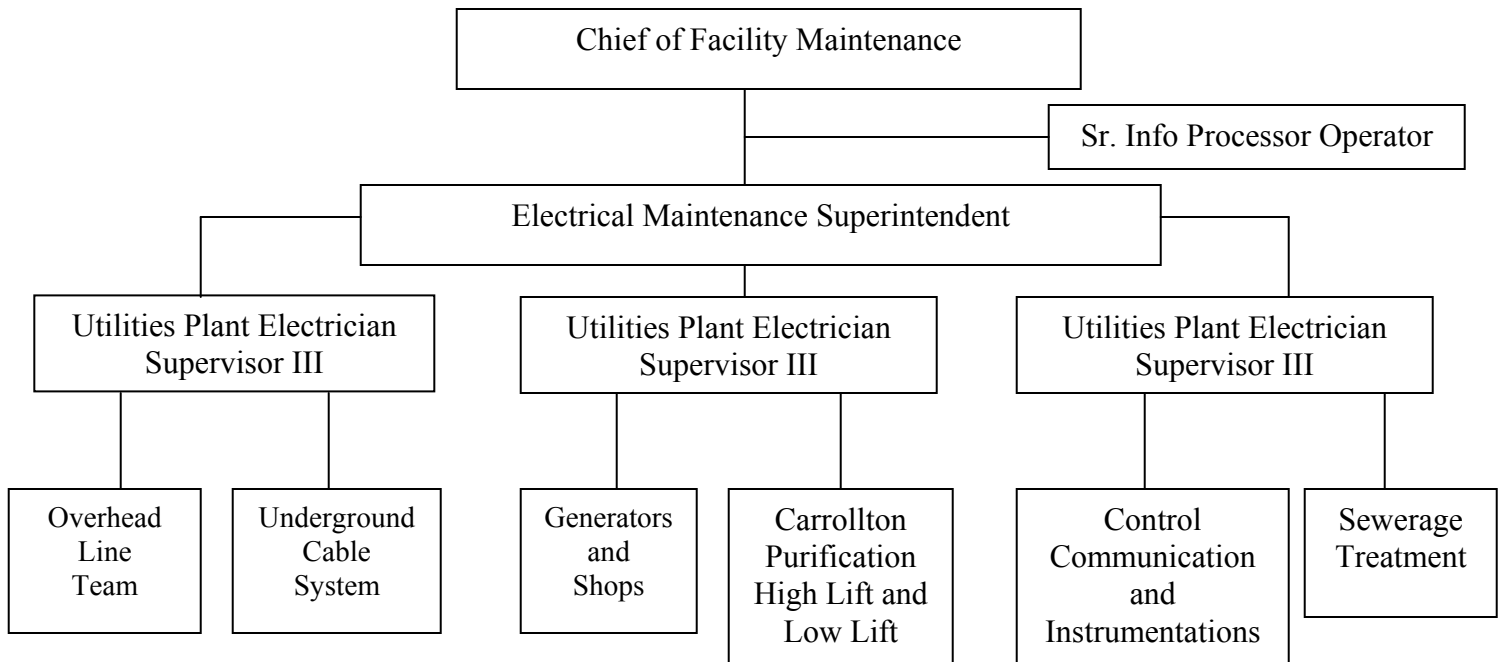 Chief of Facility Maintenance
Sr. Info Processor Operator
Electrical Maintenance Superintendent
Utilities Plant Electrician
Supervisor III
Utilities Plant Electrician
Supervisor III
Utilities Plant Electrician
Supervisor III
Overhead
Line
Team
Underground
Cable
System
Generators
and
Shops
Carrollton
Purification
High Lift and
Low Lift
Control
Communication
and
Instrumentations
Sewerage
Treatment